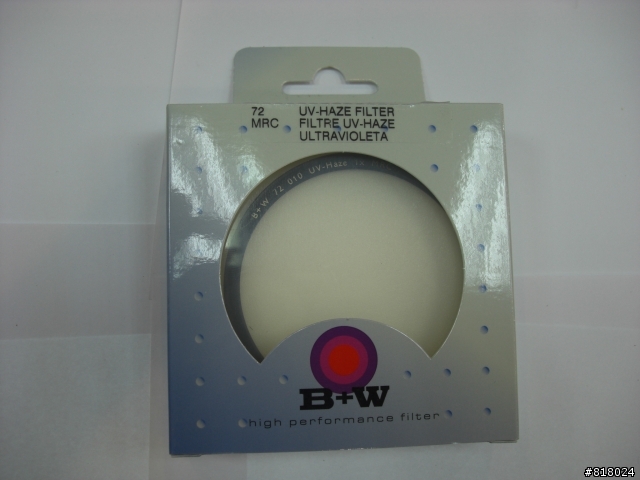 72 UV-HAZE FILTER
MRC FILTRE UV-HAZE
ULTRAVIOLETA
B+W 72 010 UV-Haze
B+W
high performance filter
#818024